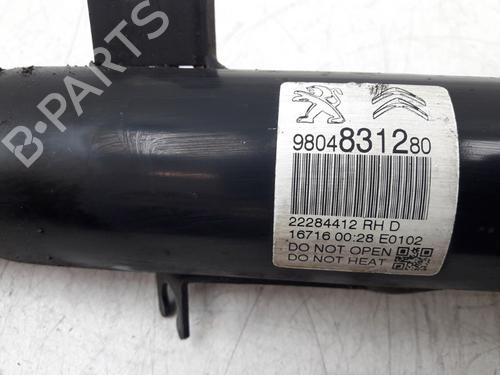 B-PARTS
9804831280
22284412 RH D
16716 00:28 E0102
DO NOT OPEN
DO NOT HEAT